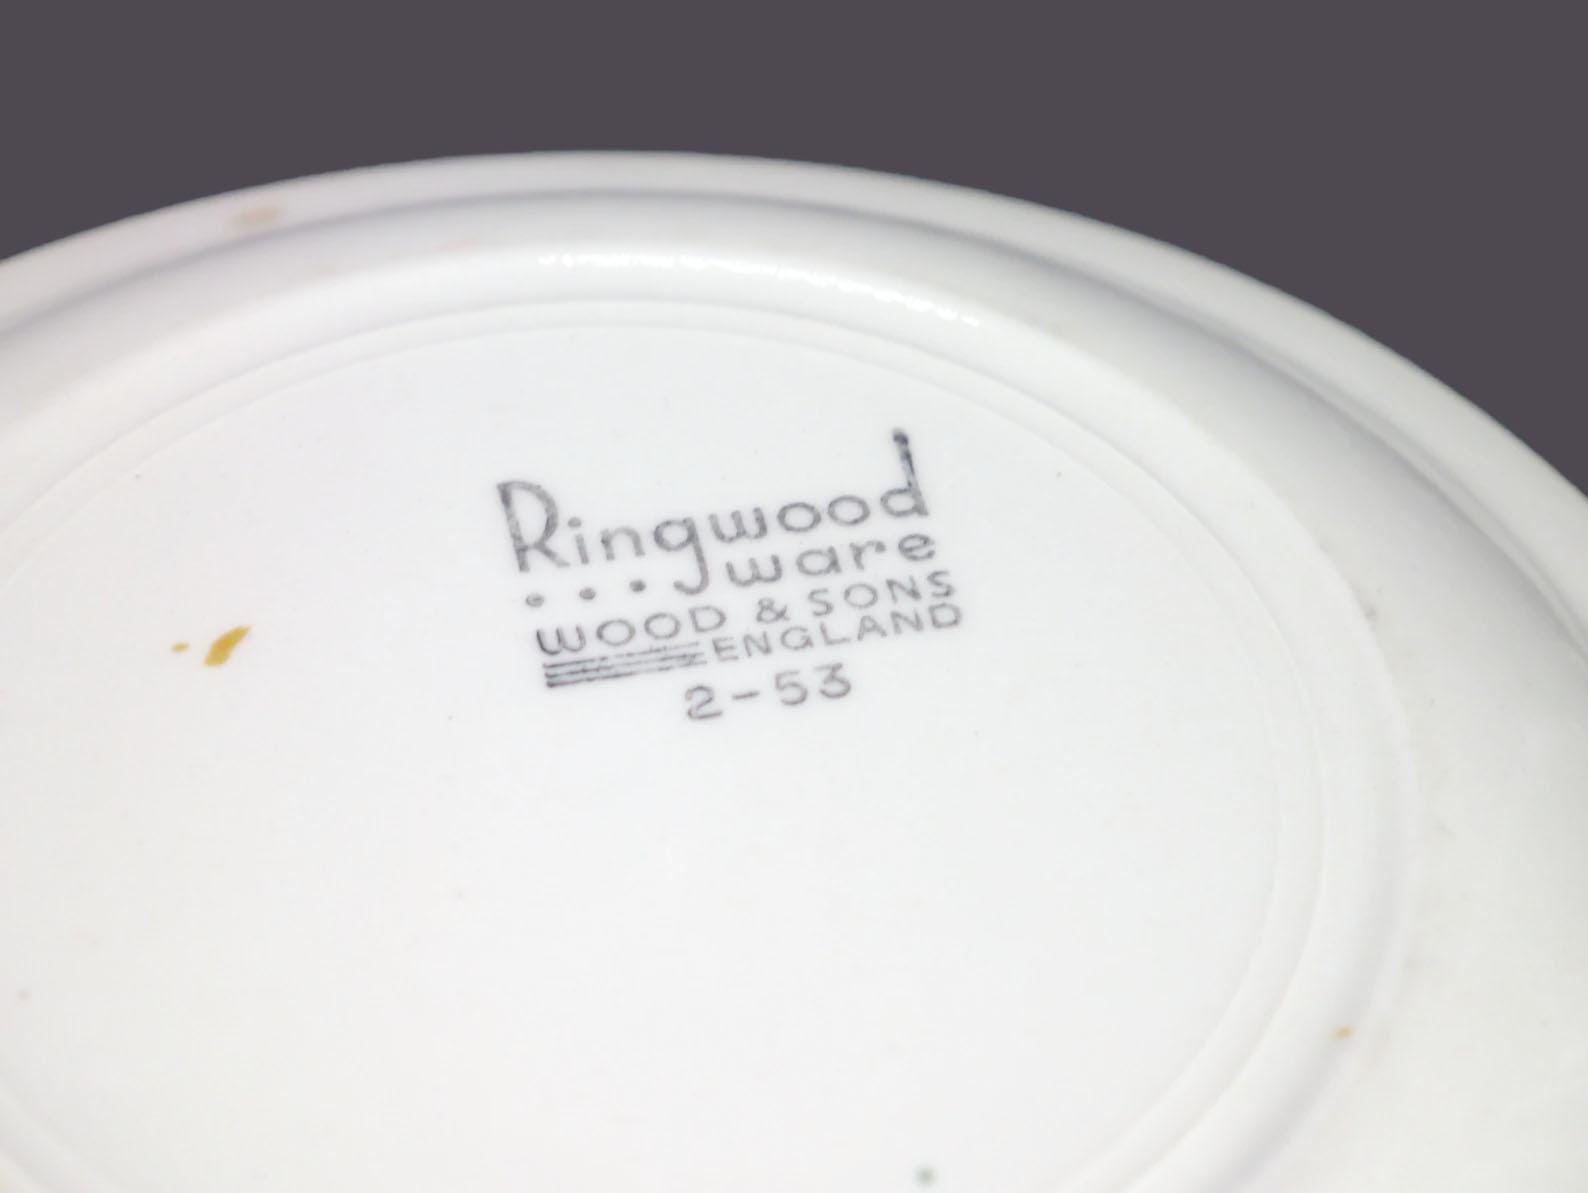 Ringwood
... ware
WOOD & SONS
ENGLAND
2-53